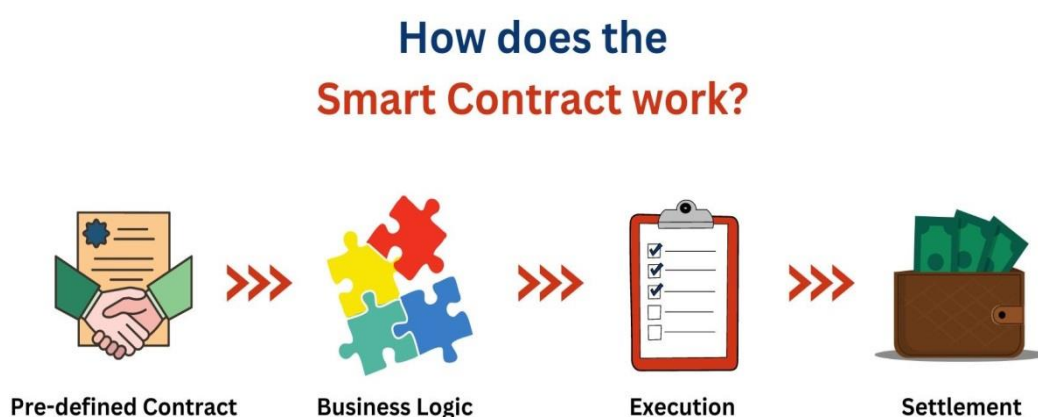 How does the
Smart Contract work?
Pre-defined Contract
Business Logic
Execution
Settlement